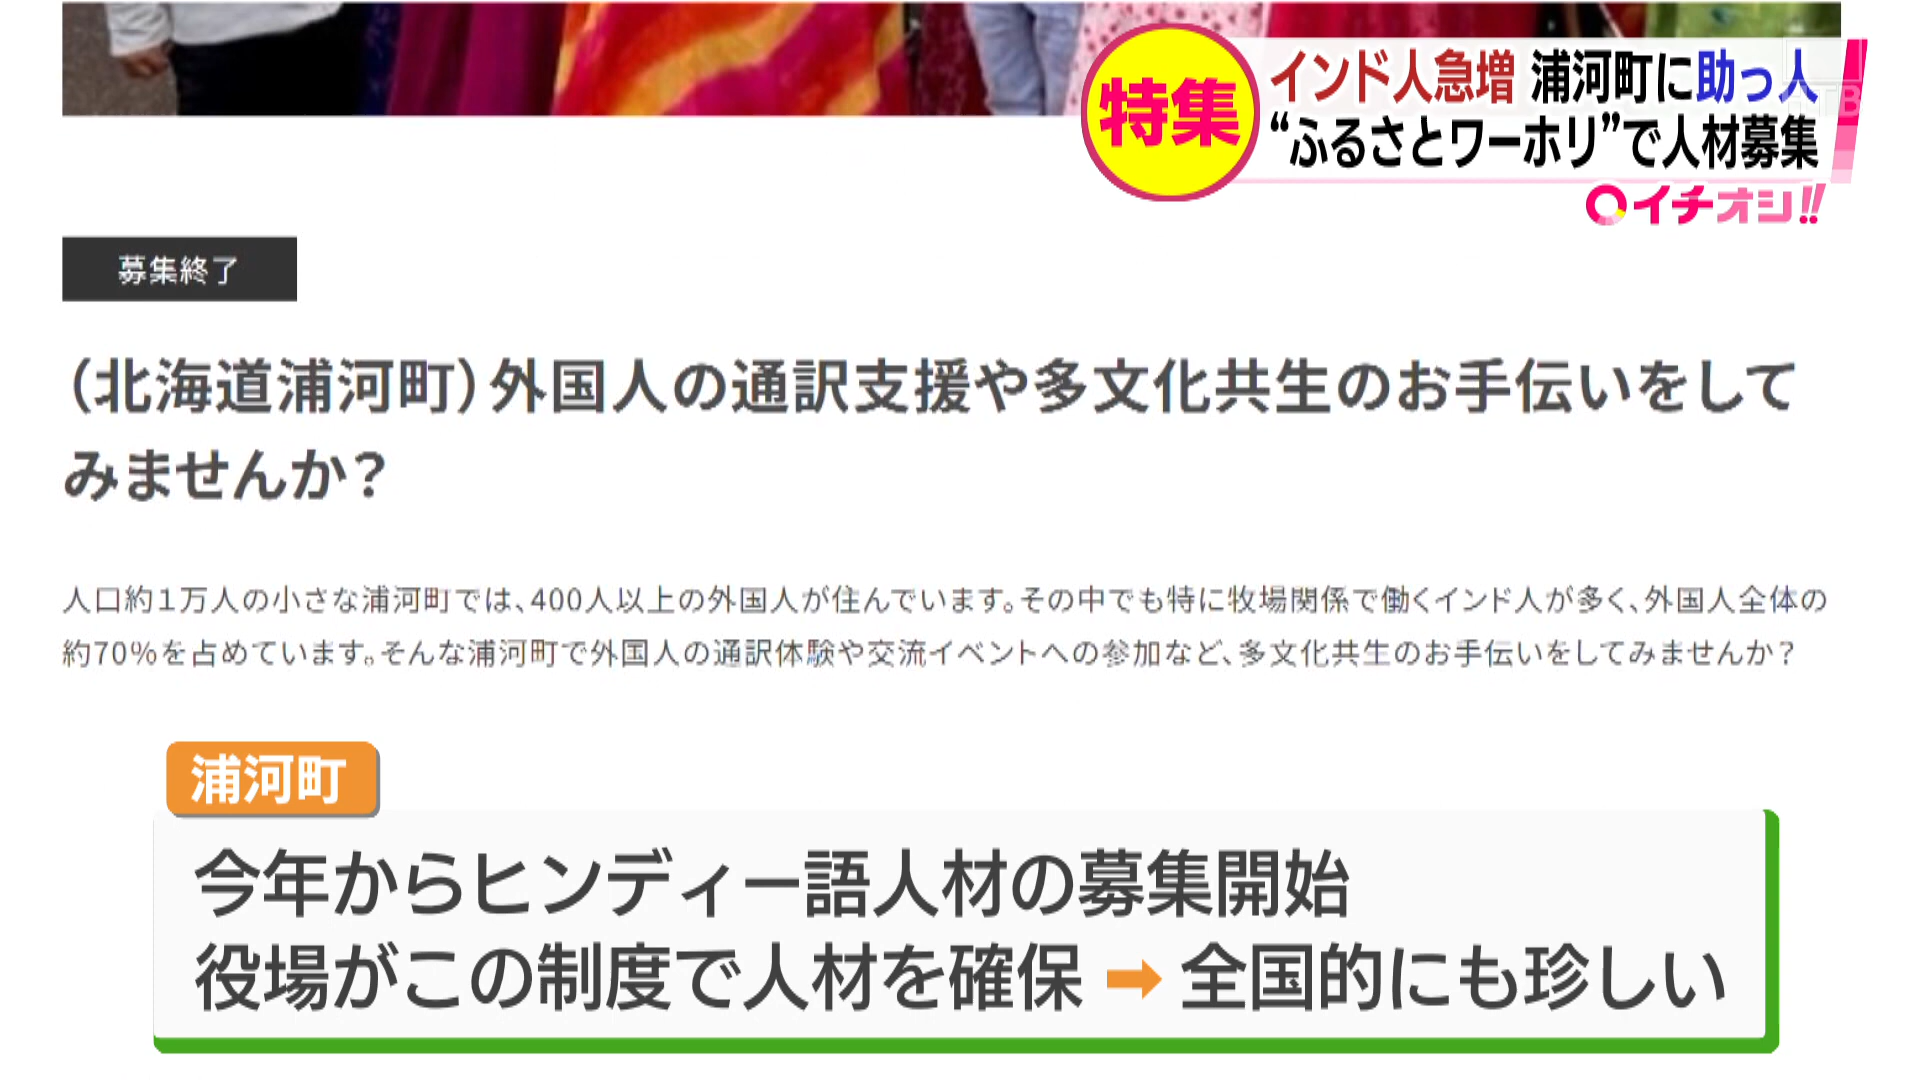 特集
インド人急増 浦河町に助っ人
“ふるさとワーホリ”で人材募集
イチオシ!!
募集終了
（北海道浦河町）外国人の通訳支援や多文化共生のお手伝いをして
みませんか？
人口約１万人の小さな浦河町では、400人以上の外国人が住んでいます。その中でも特に牧場関係で働くインド人が多く、外国人全体の
約70％を占めています。そんな浦河町で外国人の通訳体験や交流イベントへの参加など、多文化共生のお手伝いをしてみませんか？
浦河町
今年からヒンディー語人材の募集開始
役場がこの制度で人材を確保 ➡ 全国的にも珍しい